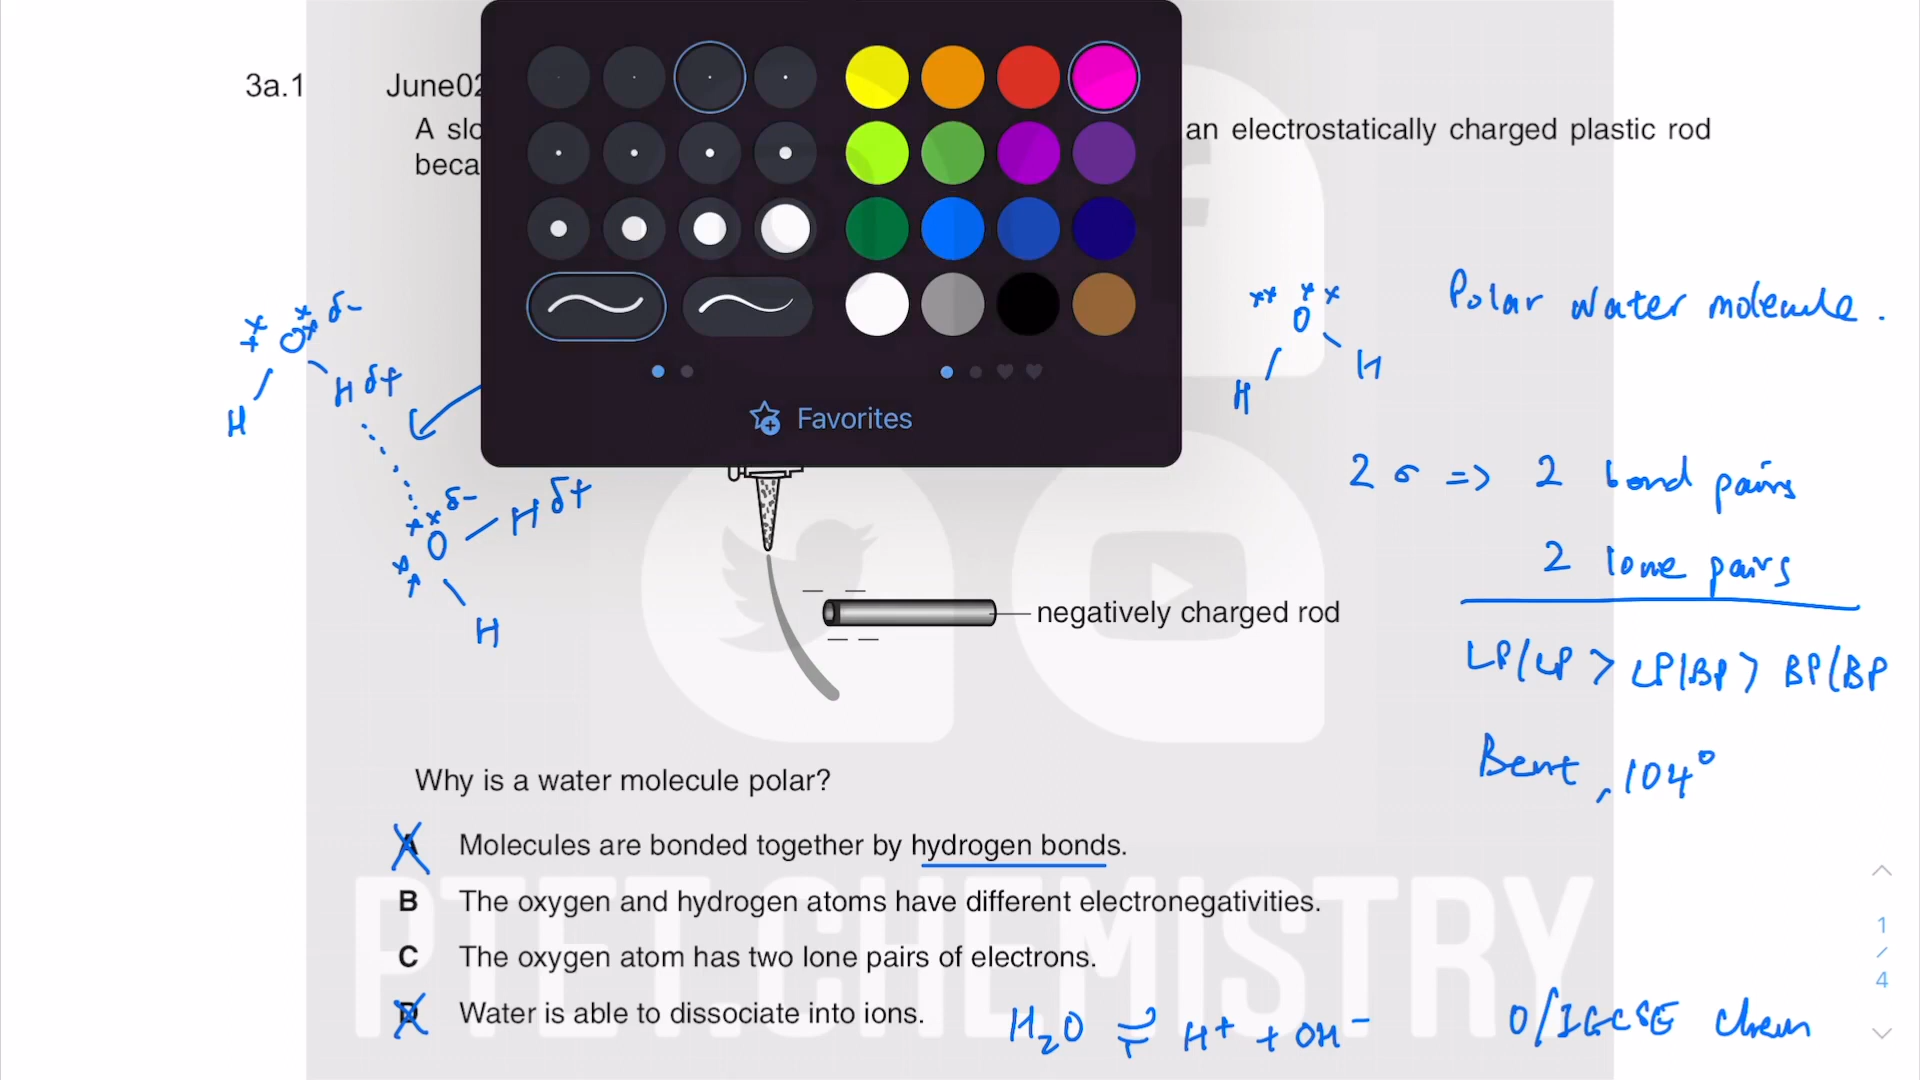 3a.1 June02
A slo an electrostatically charged plastic rod
beca
Favorites
O δ-
H δ+
H
δ-
O H δ+
H
O
H H
Polar water molecule.
2 σ => 2 bond pairs
2 lone pairs
LP/LP > LP/BP > BP/BP
Bent, 104°
negatively charged rod
Why is a water molecule polar?
A Molecules are bonded together by hydrogen bonds.
B The oxygen and hydrogen atoms have different electronegativities.
C The oxygen atom has two lone pairs of electrons.
D Water is able to dissociate into ions.
H₂O ⇌ H⁺ + OH⁻
O/IGCSE chem
PTET.CHEMISTRY
1
/
4